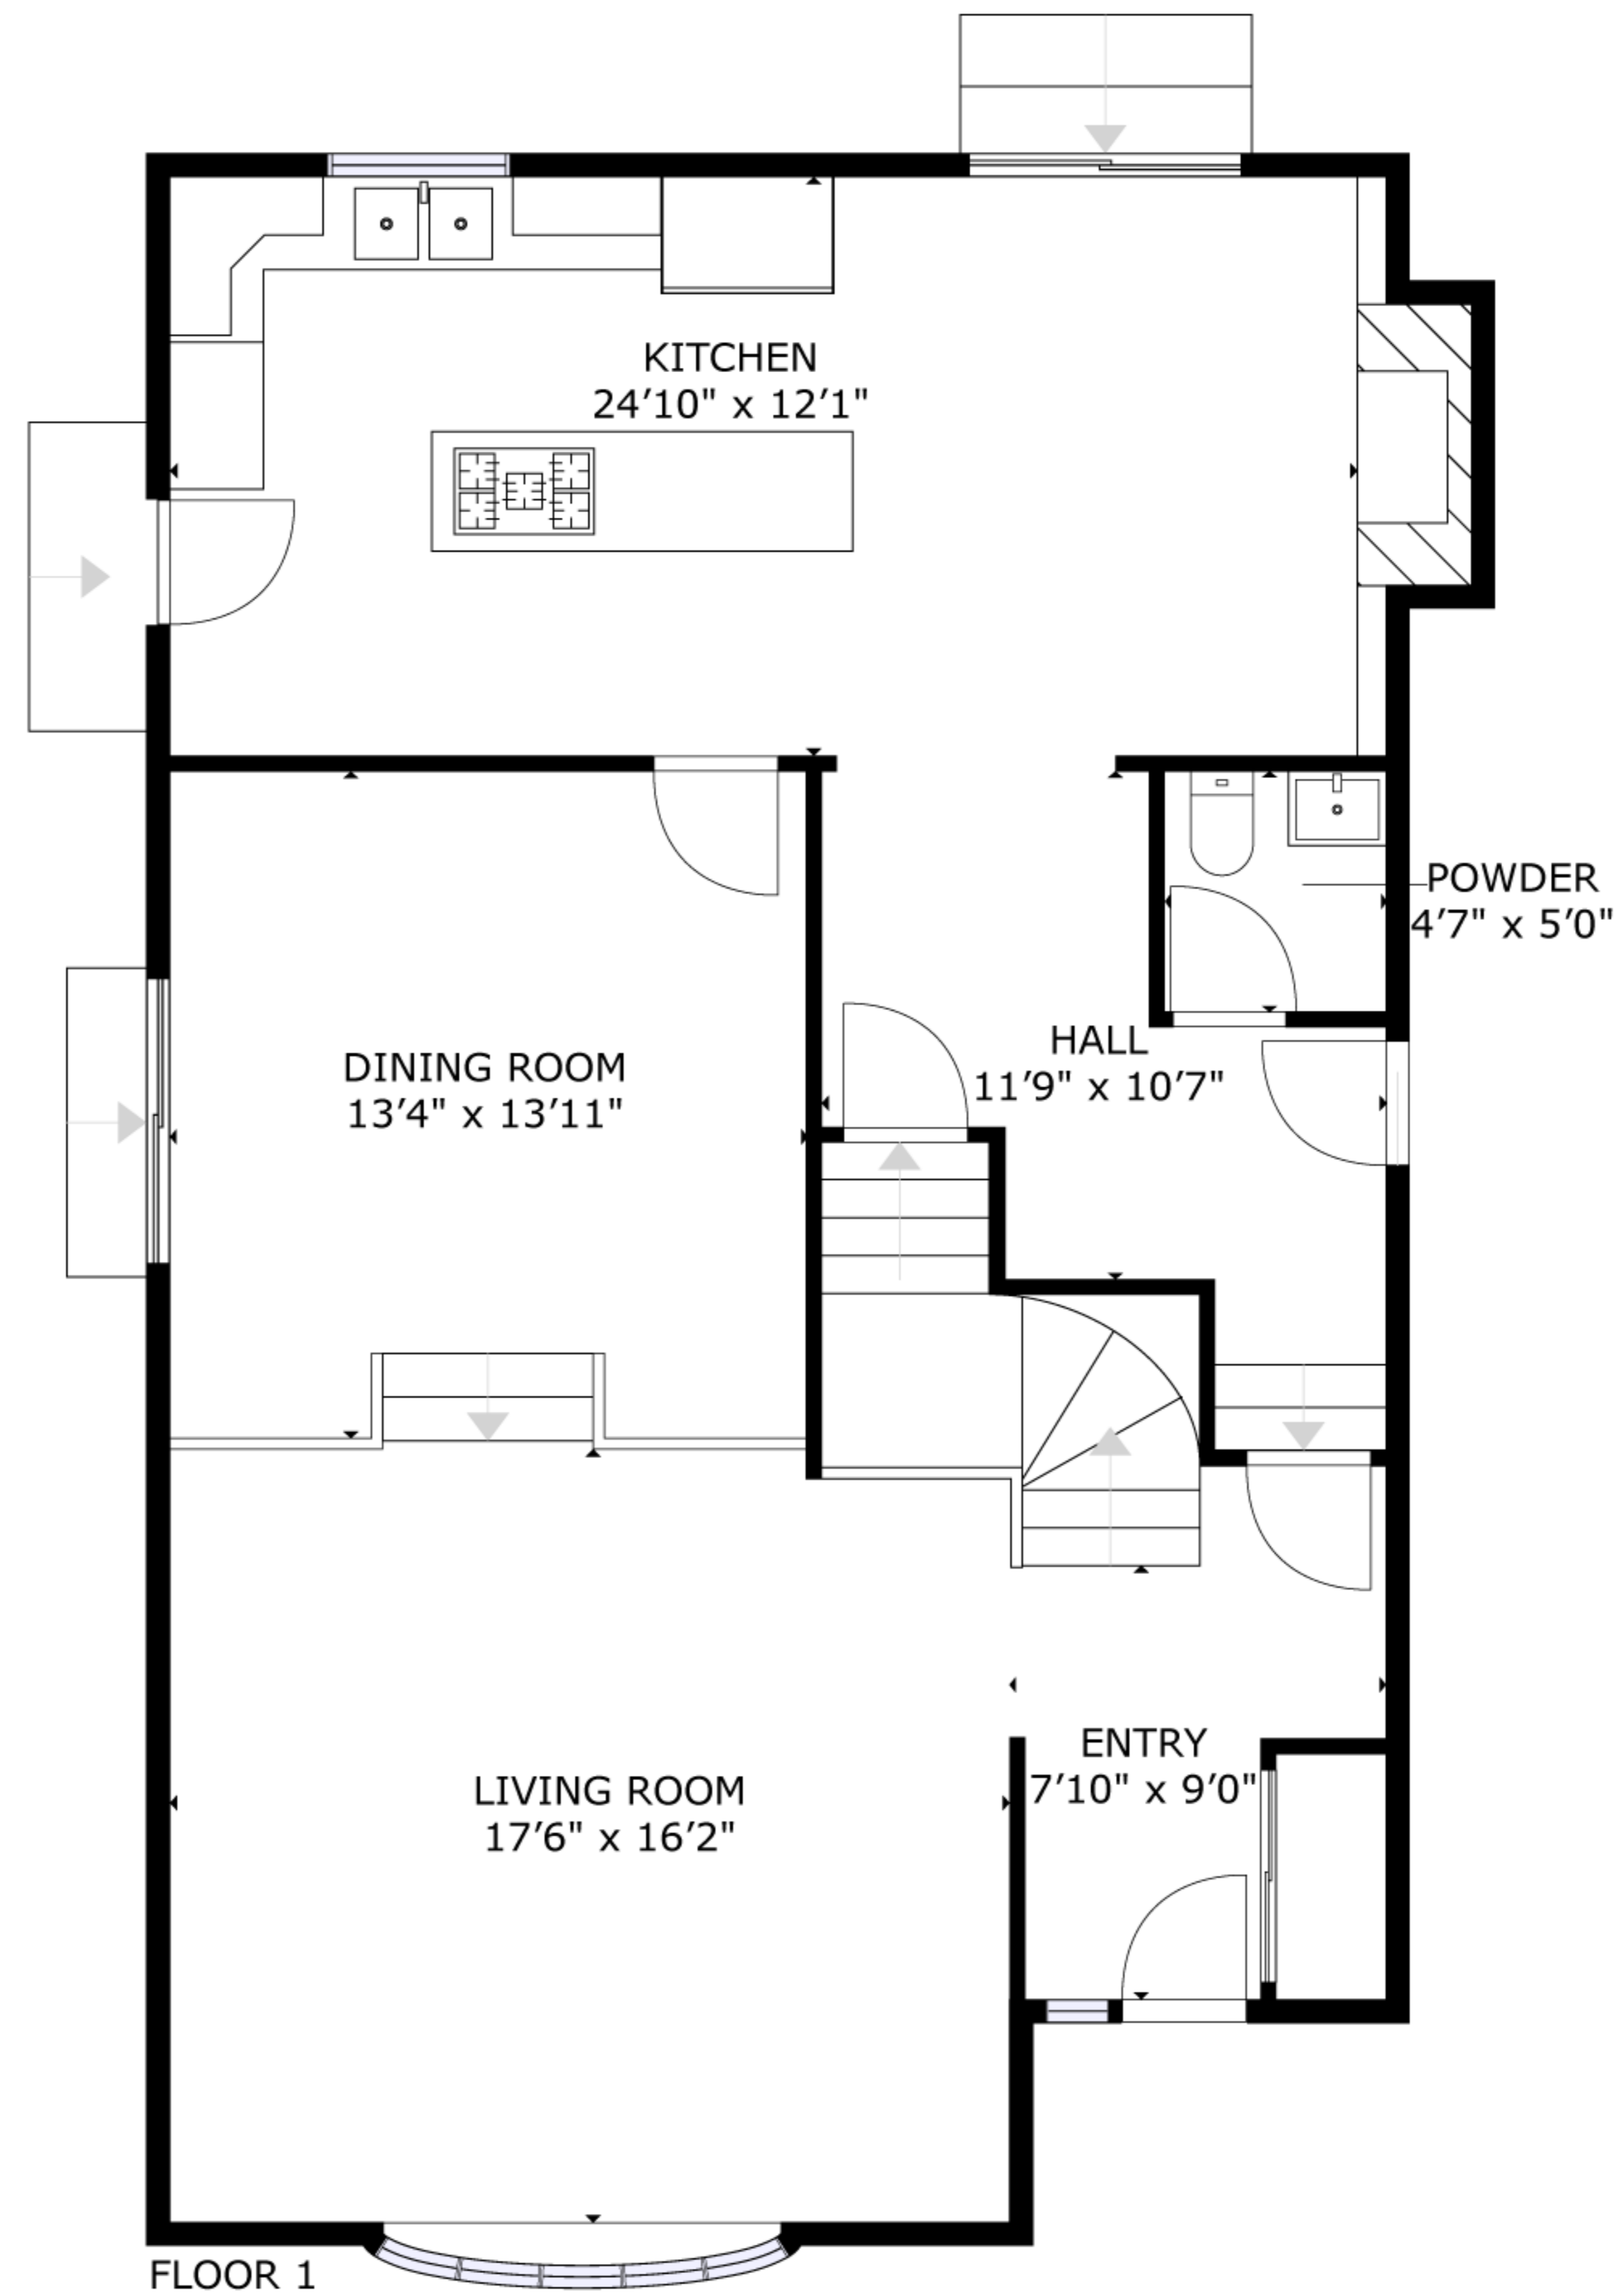 KITCHEN
24'10" x 12'1"
POWDER
4'7" x 5'0"
HALL
11'9" x 10'7"
DINING ROOM
13'4" x 13'11"
ENTRY
7'10" x 9'0"
LIVING ROOM
17'6" x 16'2"
FLOOR 1